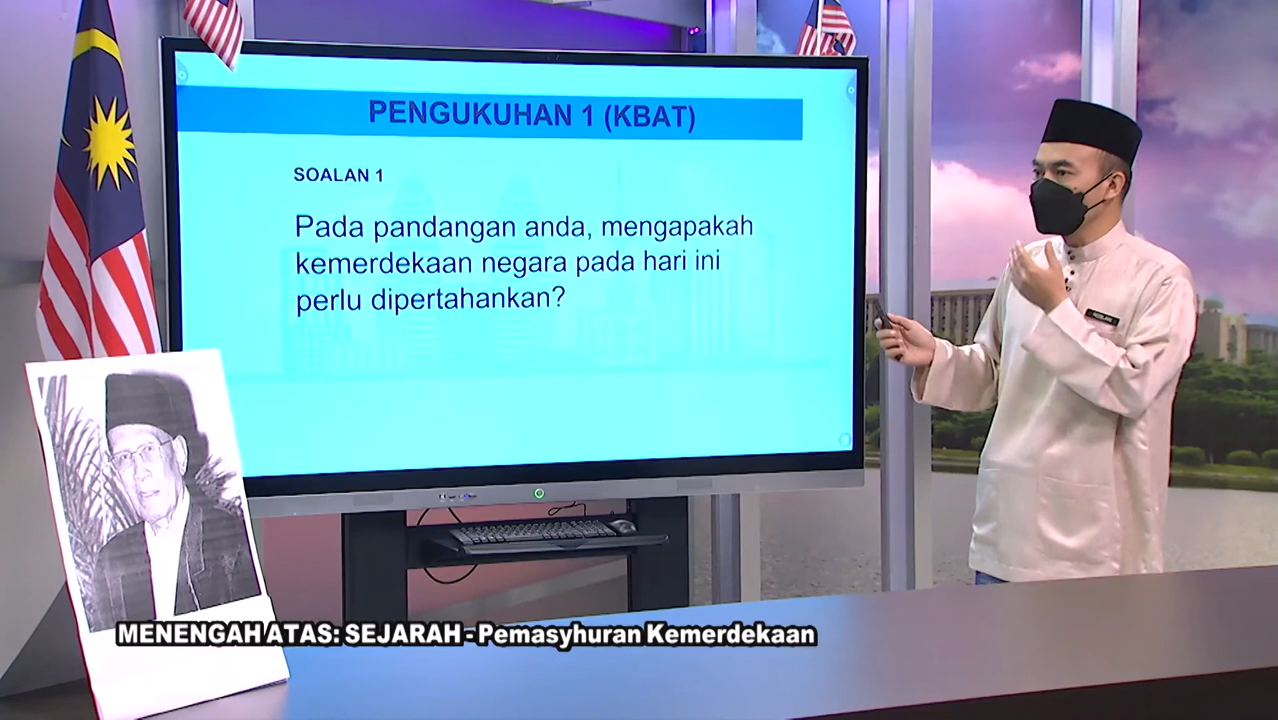 PENGUKUHAN 1 (KBAT)
SOALAN 1
Pada pandangan anda, mengapakah
kemerdekaan negara pada hari ini
perlu dipertahankan?
MENENGAH ATAS: SEJARAH - Pemasyhuran Kemerdekaan